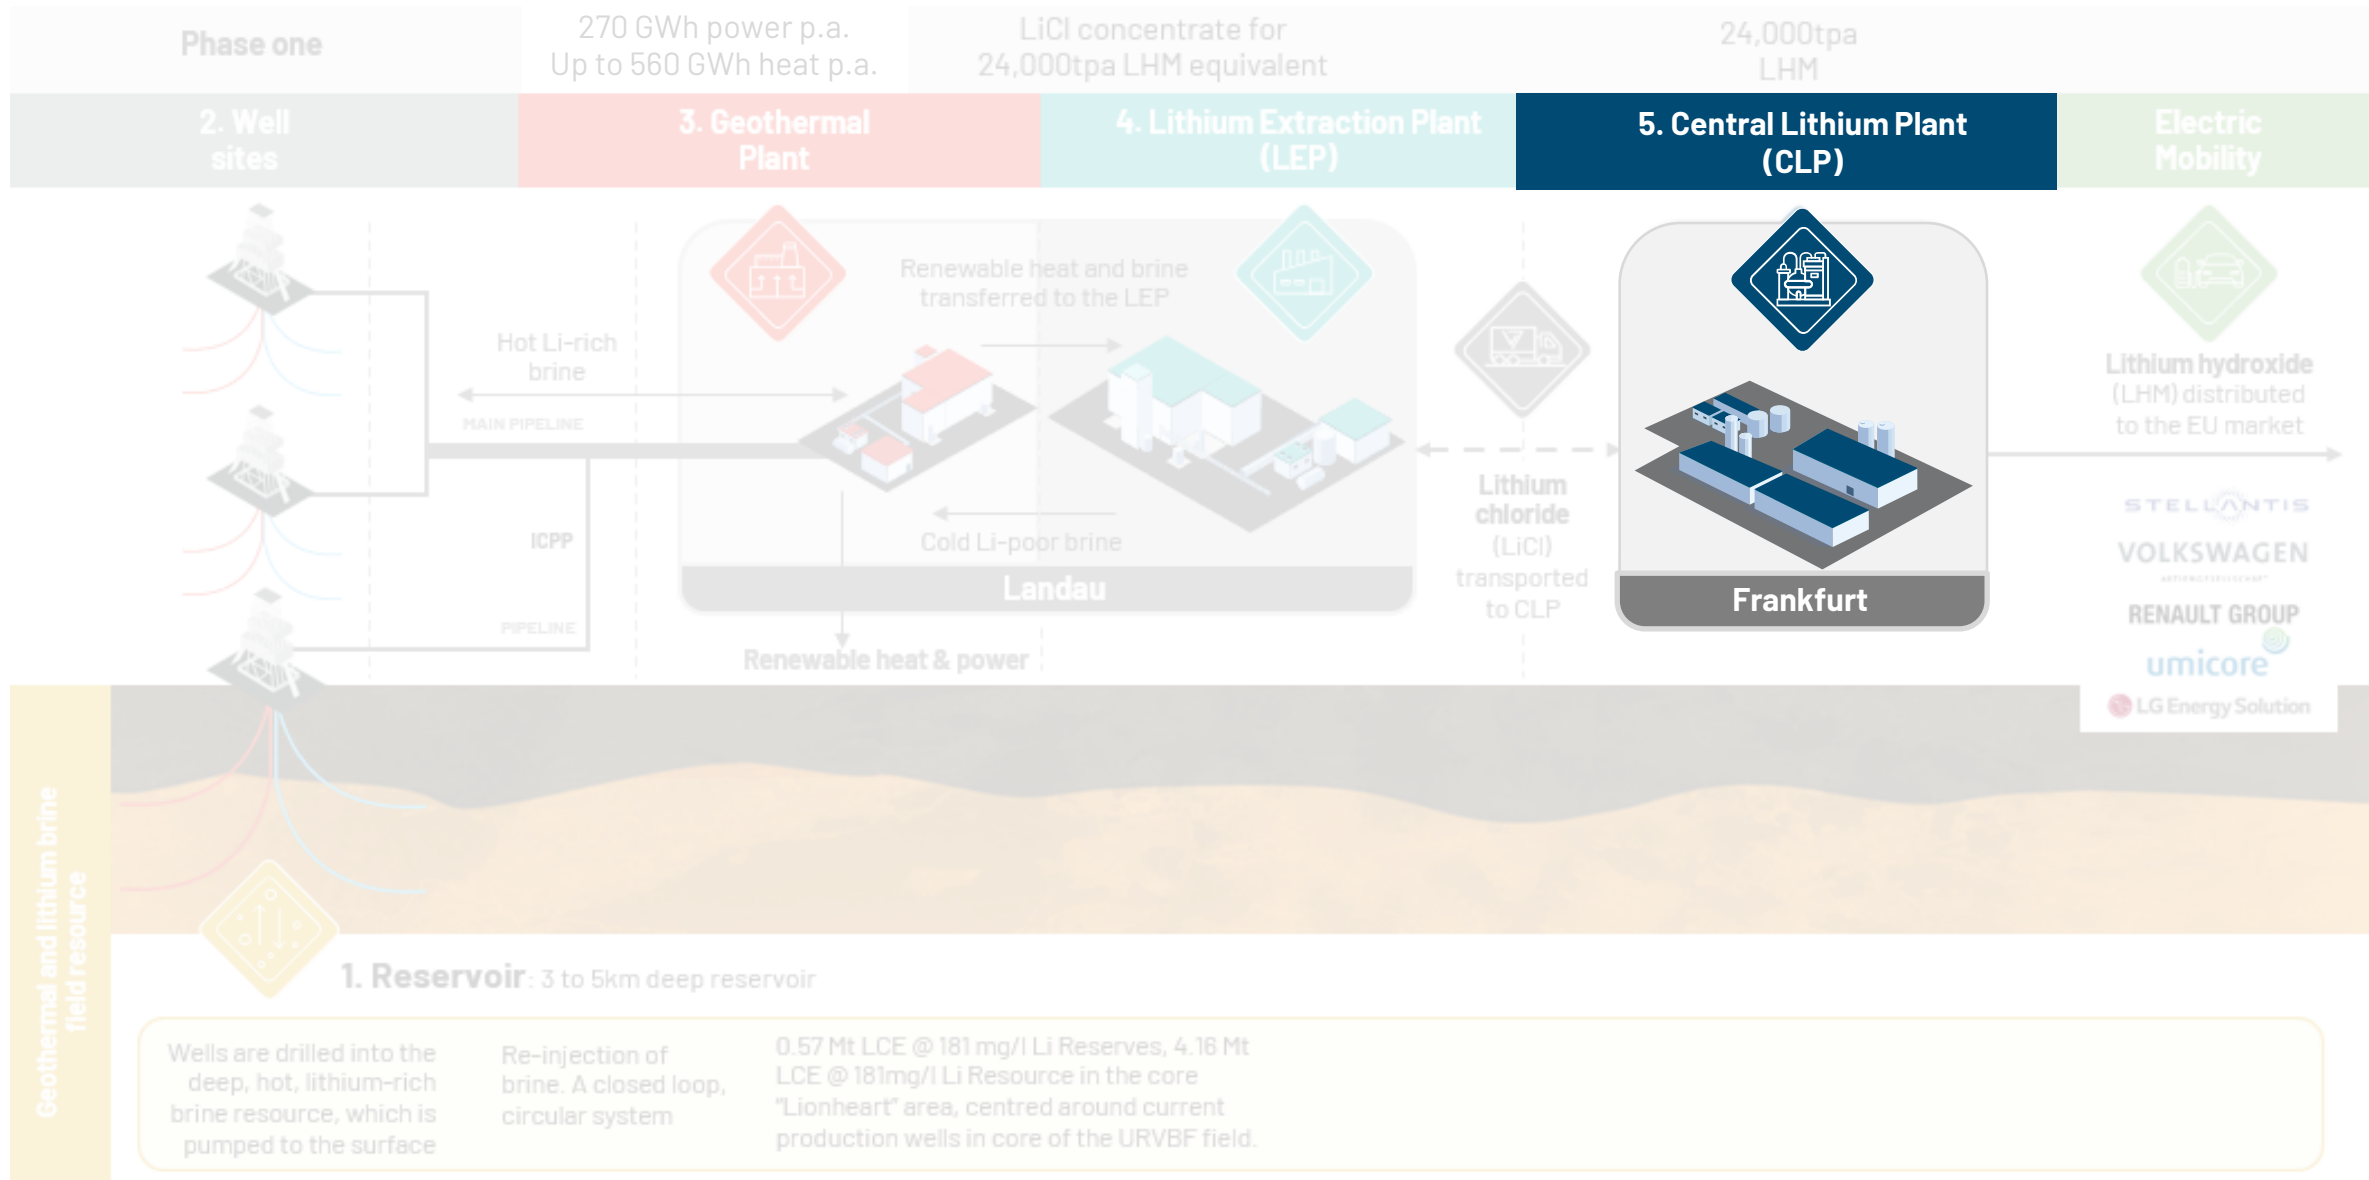 Phase one
270 GWh power p.a.
Up to 560 GWh heat p.a.
LiCl concentrate for
24,000tpa LHM equivalent
24,000tpa
LHM
2. Well
sites
3. Geothermal
Plant
4. Lithium Extraction Plant
(LEP)
5. Central Lithium Plant
(CLP)
Electric
Mobility
Hot Li-rich
brine
MAIN PIPELINE
ICPP
PIPELINE
Renewable heat and brine
transferred to the LEP
Cold Li-poor brine
Landau
Renewable heat & power
Lithium
chloride
(LiCl)
transported
to CLP
Frankfurt
Lithium hydroxide
(LHM) distributed
to the EU market
STELLANTIS
VOLKSWAGEN
AKTIENGESELLSCHAFT
RENAULT GROUP
umicore
LG Energy Solution
Geothermal and lithium brine
field resource
1. Reservoir: 3 to 5km deep reservoir
Wells are drilled into the
deep, hot, lithium-rich
brine resource, which is
pumped to the surface
Re-injection of
brine. A closed loop,
circular system
0.57 Mt LCE @ 181 mg/l Li Reserves, 4.16 Mt
LCE @ 181mg/l Li Resource in the core
"Lionheart" area, centred around current
production wells in core of the URVBF field.